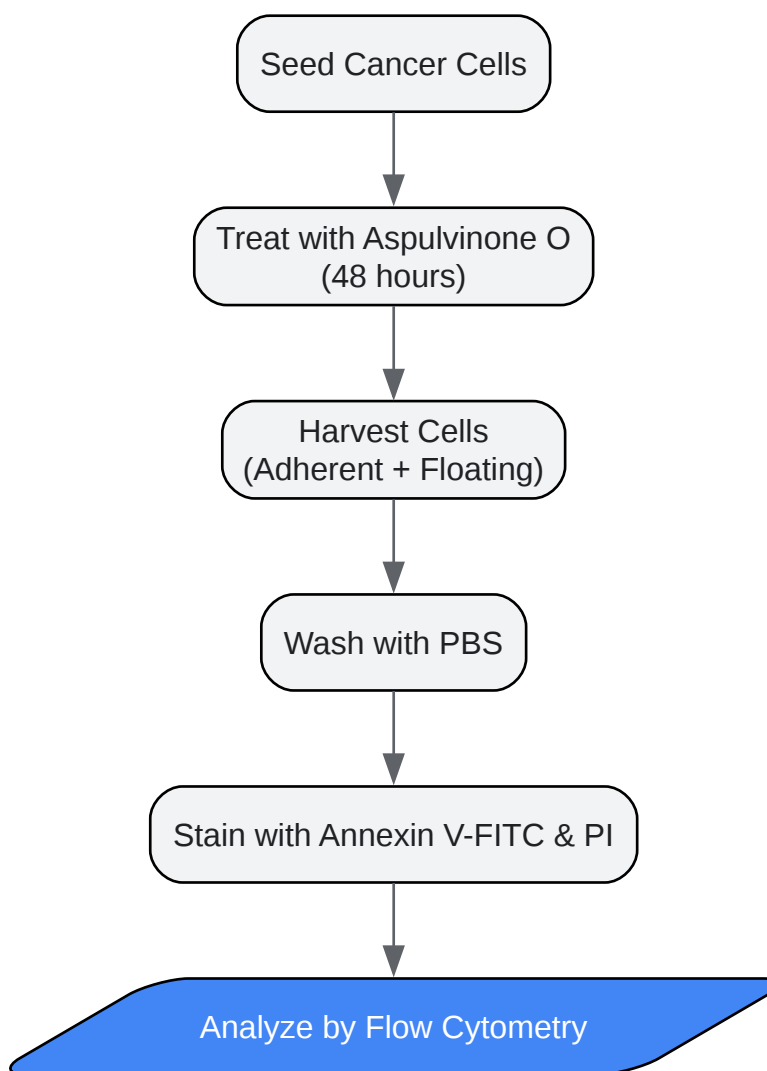 Seed Cancer Cells
Treat with Aspulvinone O
(48 hours)
Harvest Cells
(Adherent + Floating)
Wash with PBS
Stain with Annexin V-FITC & PI
Analyze by Flow Cytometry